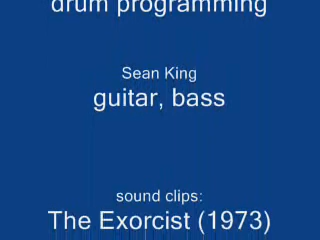 drum programming
Sean King
guitar, bass
sound clips:
The Exorcist (1973)